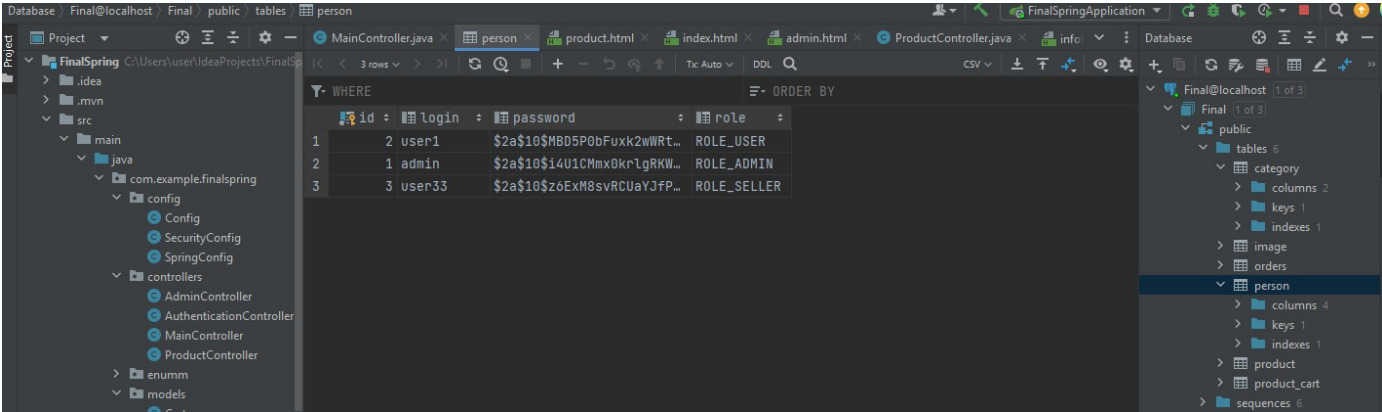 Database Final@localhost Final public tables person
FinalSpringApplication
Project
Project
MainController.java
person
product.html
index.html
admin.html
ProductController.java
info
Database
FinalSpring C:\Users\user\IdeaProjects\FinalSp
.idea
.mvn
src
main
java
com.example.finalspring
config
Config
SecurityConfig
SpringConfig
controllers
AdminController
AuthenticationController
MainController
ProductController
enumm
models
3 rows
Tx: Auto
DDL
CSV
WHERE
ORDER BY
id login password role
1 2 user1 $2a$10$MBD5P0bFuxk2wWRt… ROLE_USER
2 1 admin $2a$10$i4U1CMmx0krlgRKW… ROLE_ADMIN
3 3 user33 $2a$10$z6ExM8svRCUaYJfP… ROLE_SELLER
Final@localhost 1 of 3
Final 1 of 3
public
tables 6
category
columns 2
keys 1
indexes 1
image
orders
person
columns 4
keys 1
indexes 1
product
product_cart
sequences 6